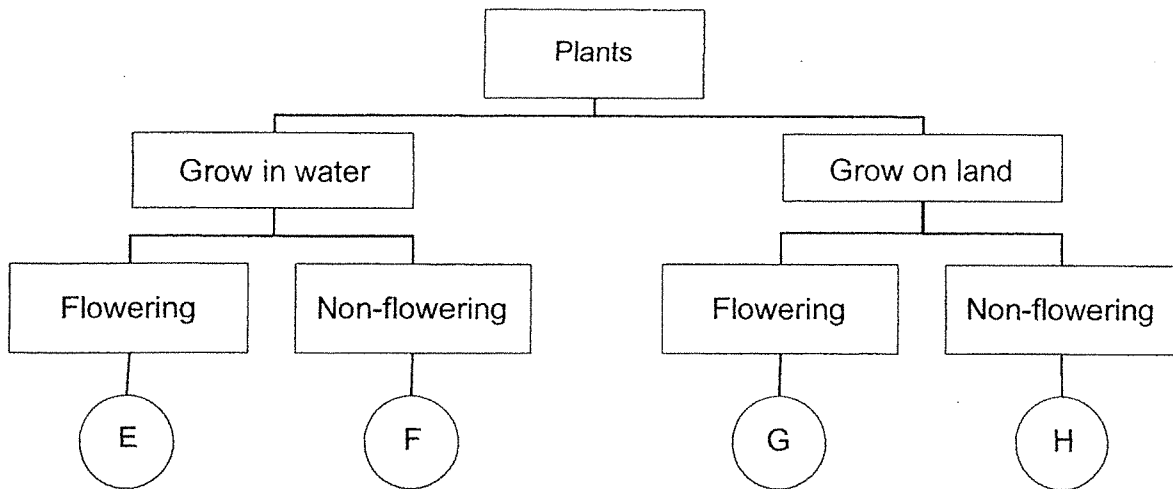 Plants
Grow in water
Grow on land
Flowering
Non-flowering
Flowering
Non-flowering
E
F
G
H